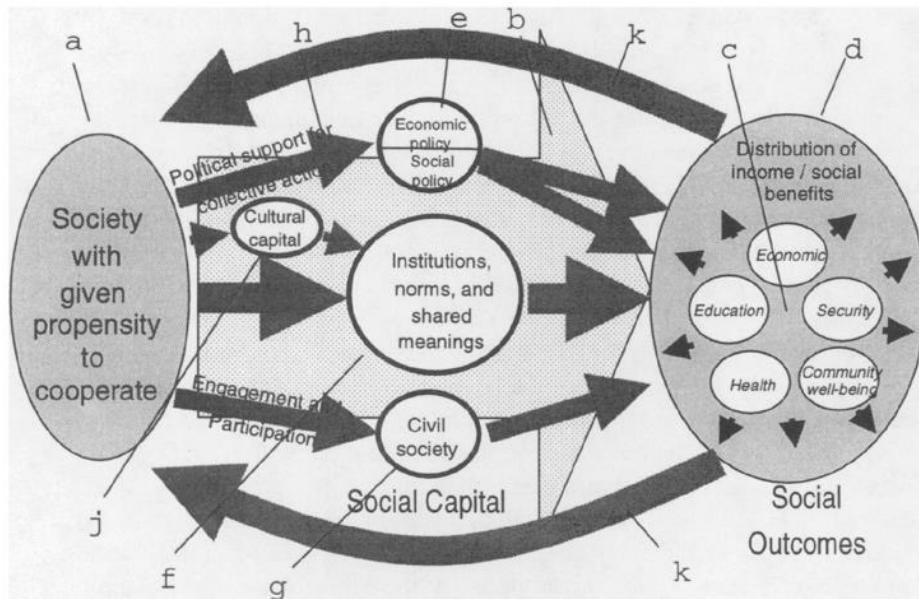 a
h
e
b
k
c
d
Economic
policy
Social
policy
Political support for
collective action
Distribution of
income / social
benefits
Society
with
given
propensity
to
cooperate
Cultural
capital
Institutions,
norms, and
shared
meanings
Economic
Education
Security
Health
Community
well-being
Engagement and
Participation
Civil
society
Social Capital
Social
Outcomes
j
f
g
k